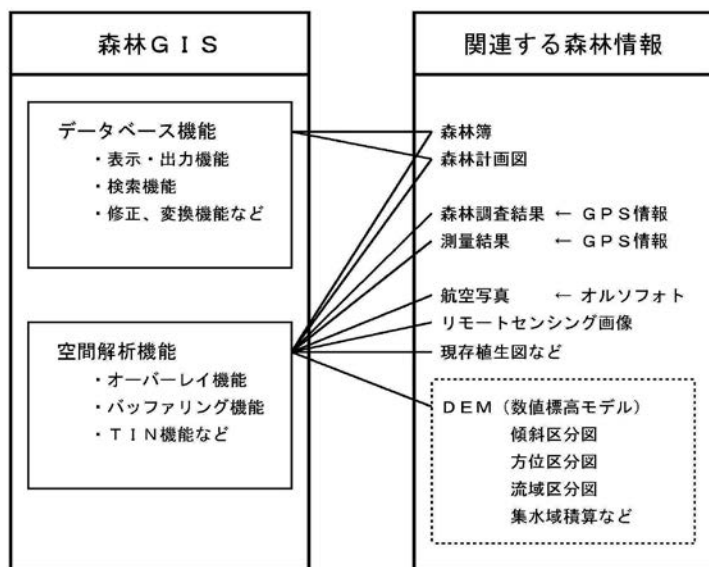 森林ＧＩＳ
データベース機能
・表示・出力機能
・検索機能
・修正、変換機能など
空間解析機能
・オーバーレイ機能
・バッファリング機能
・ＴＩＮ機能など
関連する森林情報
森林簿
森林計画図
森林調査結果 ← ＧＰＳ情報
測量結果 ← ＧＰＳ情報
航空写真 ← オルソフォト
リモートセンシング画像
現存植生図など
ＤＥＭ（数値標高モデル）
傾斜区分図
方位区分図
流域区分図
集水域積算など